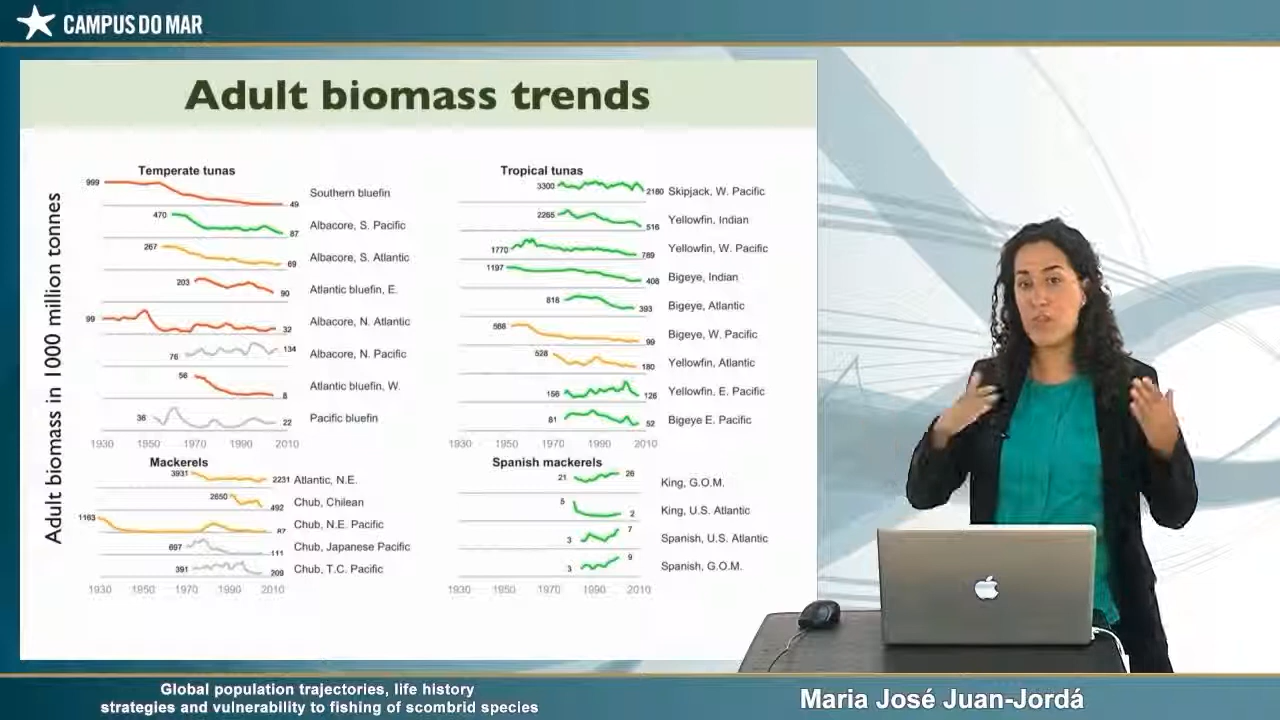 CAMPUS DO MAR
Adult biomass trends
Adult biomass in 1000 million tonnes
Temperate tunas
999 49 Southern bluefin
470 87 Albacore, S. Pacific
267 69 Albacore, S. Atlantic
203 90 Atlantic bluefin, E.
99 32 Albacore, N. Atlantic
76 134 Albacore, N. Pacific
56 8 Atlantic bluefin, W.
36 22 Pacific bluefin
1930 1950 1970 1990 2010
Tropical tunas
3300 2180 Skipjack, W. Pacific
2265 516 Yellowfin, Indian
1770 789 Yellowfin, W. Pacific
1197 408 Bigeye, Indian
816 393 Bigeye, Atlantic
568 99 Bigeye, W. Pacific
528 180 Yellowfin, Atlantic
156 126 Yellowfin, E. Pacific
81 52 Bigeye E. Pacific
1930 1950 1970 1990 2010
Mackerels
3931 2231 Atlantic, N.E.
2650 492 Chub, Chilean
1163 87 Chub, N.E. Pacific
697 111 Chub, Japanese Pacific
391 209 Chub, T.C. Pacific
1930 1950 1970 1990 2010
Spanish mackerels
21 26 King, G.O.M.
5 2 King, U.S. Atlantic
3 7 Spanish, U.S. Atlantic
3 9 Spanish, G.O.M.
1930 1950 1970 1990 2010
Global population trajectories, life history
strategies and vulnerability to fishing of scombrid species
Maria José Juan-Jordá